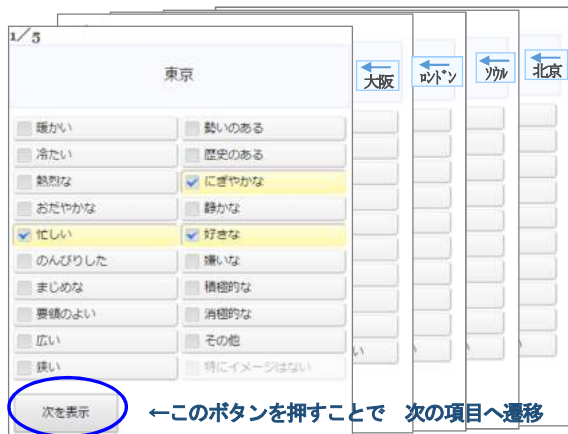 1/5
東京
大阪
ﾛﾝﾄﾞﾝ
ｿｳﾙ
北京
暖かい
勢いのある
冷たい
歴史のある
熱烈な
にぎやかな
おだやかな
静かな
忙しい
好きな
のんびりした
嫌いな
まじめな
積極的な
要領のよい
消極的な
広い
その他
狭い
特にイメージはない
い
次を表示
←このボタンを押すことで 次の項目へ遷移